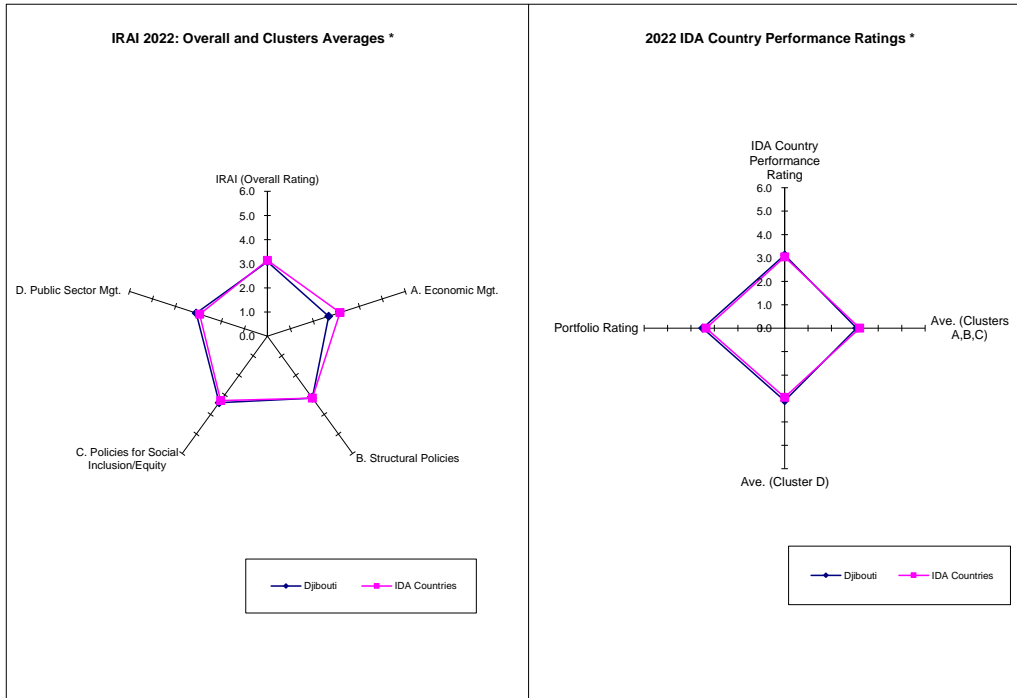 IRAI 2022: Overall and Clusters Averages *
IRAI (Overall Rating)
6.0
5.0
4.0
3.0
2.0
1.0
0.0
A. Economic Mgt.
B. Structural Policies
C. Policies for Social
Inclusion/Equity
D. Public Sector Mgt.
Djibouti
IDA Countries
2022 IDA Country Performance Ratings *
IDA Country
Performance
Rating
6.0
5.0
4.0
3.0
2.0
1.0
0.0
Ave. (Clusters
A,B,C)
Ave. (Cluster D)
Portfolio Rating
Djibouti
IDA Countries